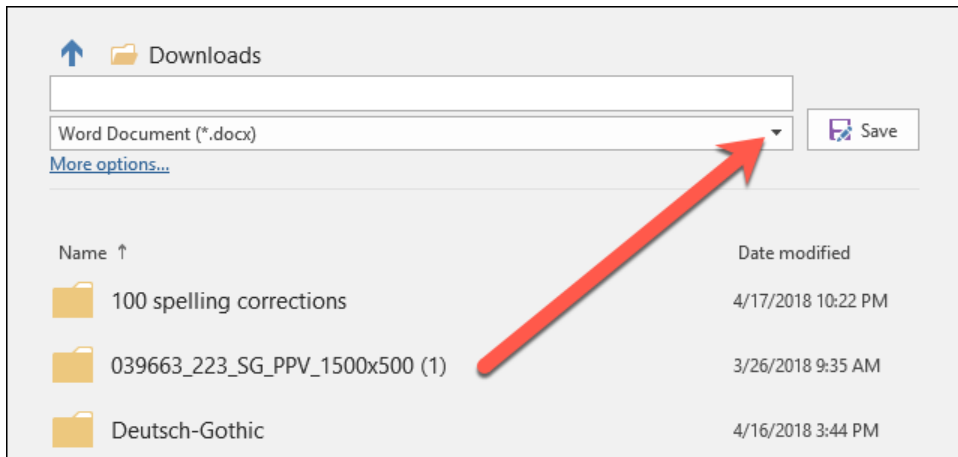 Downloads
Word Document (*.docx)
Save
More options...
Name ↑ Date modified
100 spelling corrections 4/17/2018 10:22 PM
039663_223_SG_PPV_1500x500 (1) 3/26/2018 9:35 AM
Deutsch-Gothic 4/16/2018 3:44 PM